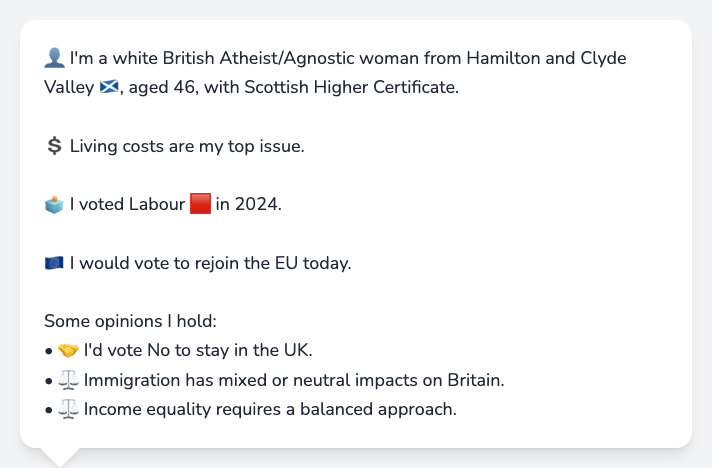 👤 I'm a white British Atheist/Agnostic woman from Hamilton and Clyde
Valley 🏴󠁧󠁢󠁳󠁣󠁴󠁿, aged 46, with Scottish Higher Certificate.
💲 Living costs are my top issue.
🗳️ I voted Labour 🟥 in 2024.
🇪🇺 I would vote to rejoin the EU today.
Some opinions I hold:
• 🤝 I'd vote No to stay in the UK.
• ⚖️ Immigration has mixed or neutral impacts on Britain.
• ⚖️ Income equality requires a balanced approach.